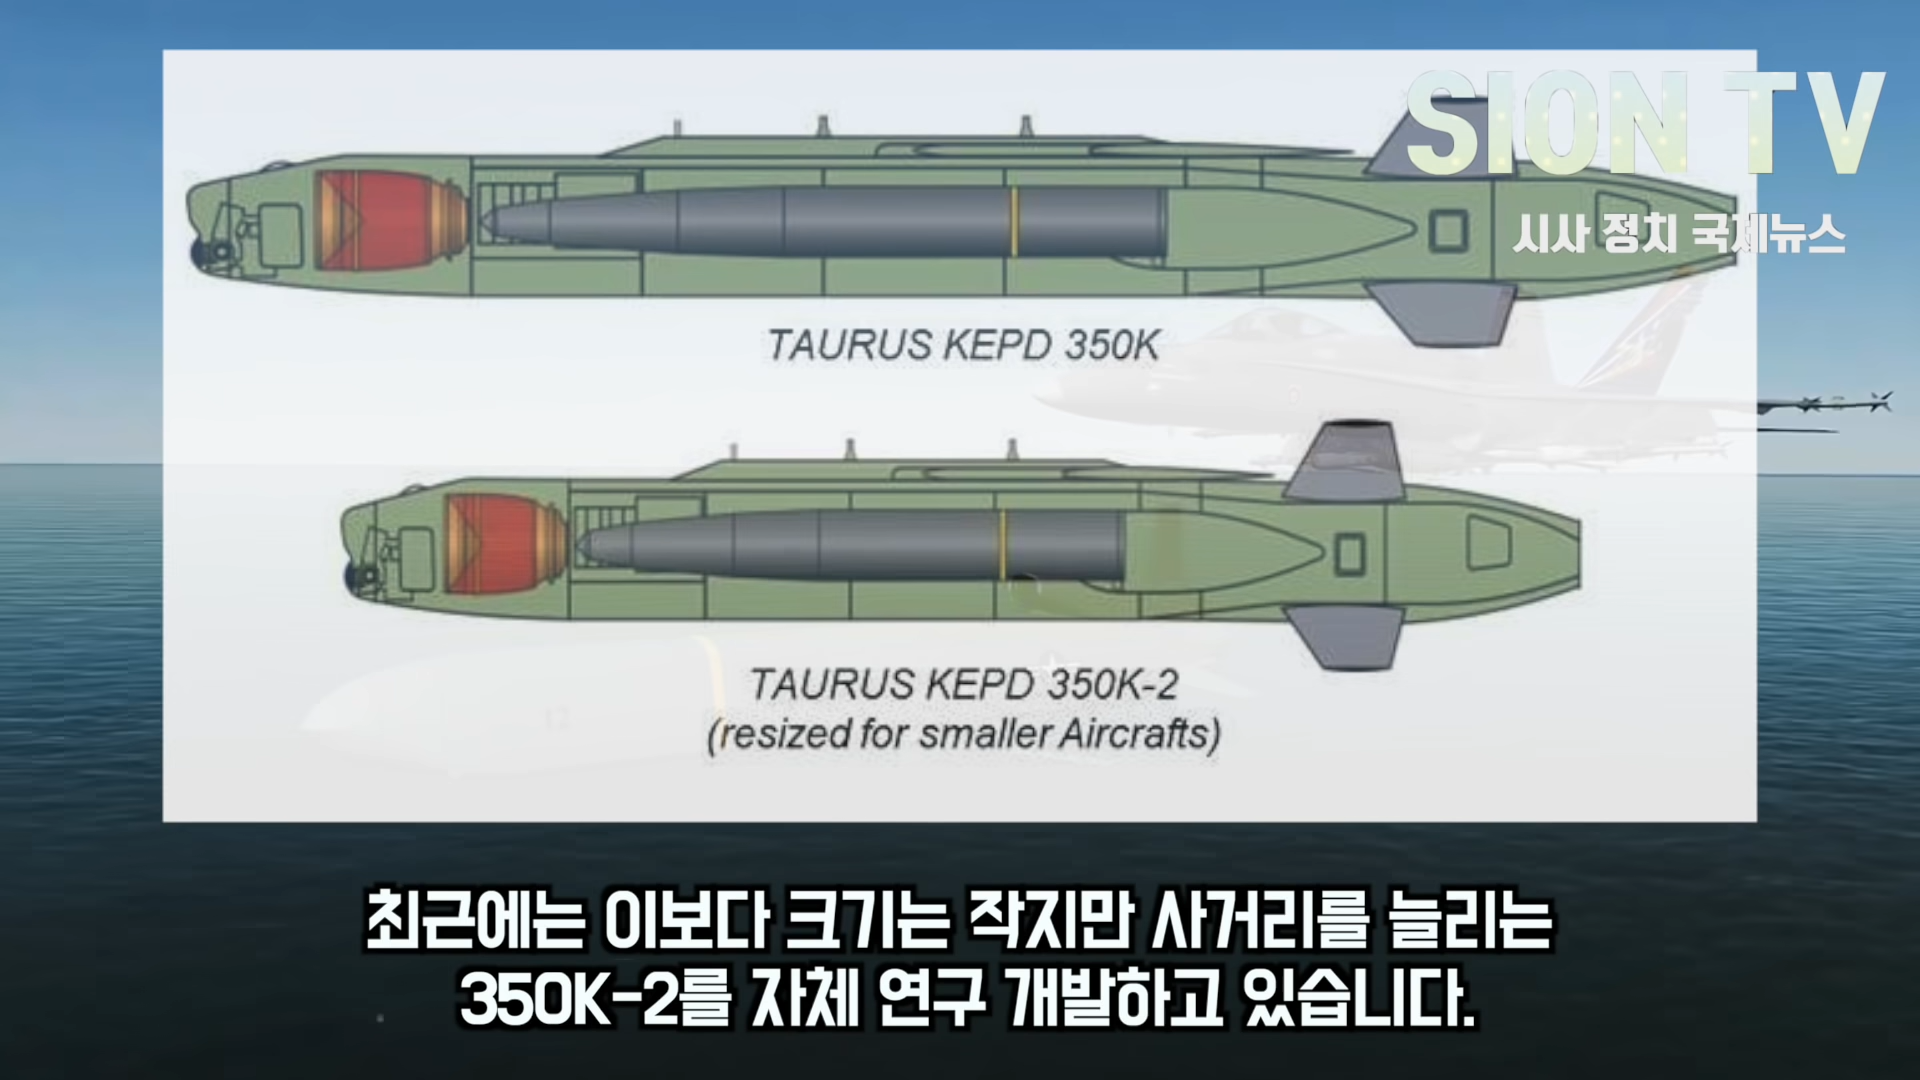 SION TV
시사 정치 국제뉴스
TAURUS KEPD 350K
TAURUS KEPD 350K-2
(resized for smaller Aircrafts)
최근에는 이보다 크기는 작지만 사거리를 늘리는
350K-2를 자체 연구 개발하고 있습니다.